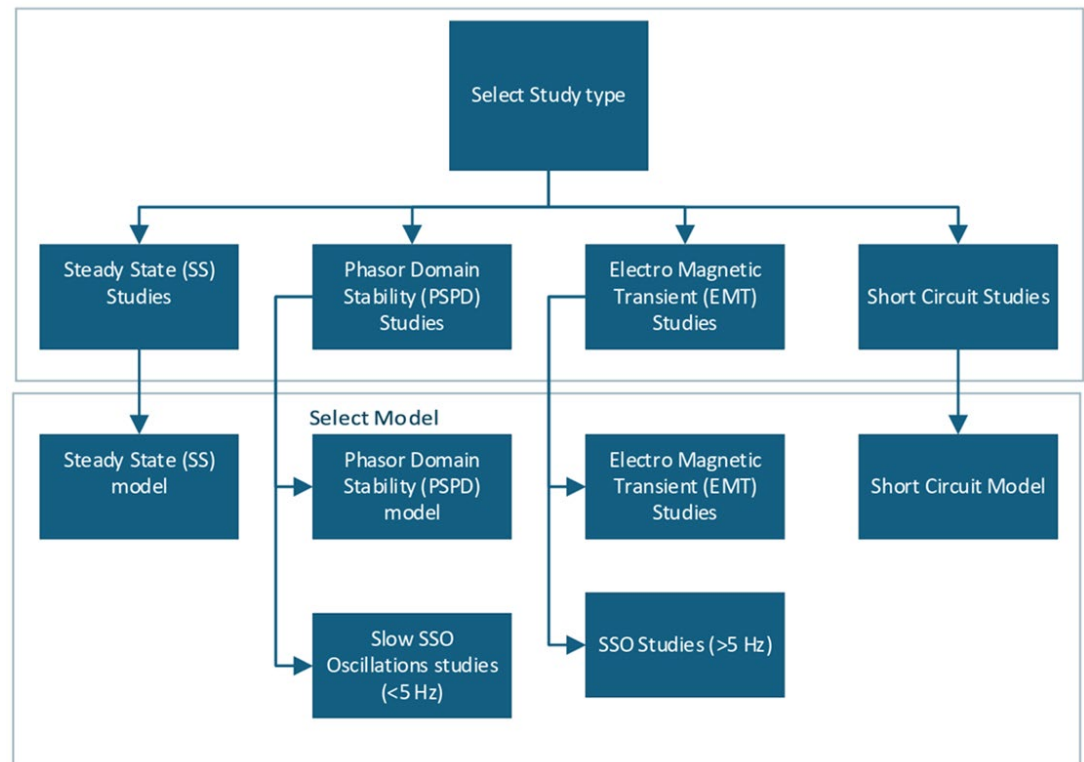 Select Study type
Steady State (SS)
Studies
Phasor Domain
Stability (PSPD)
Studies
Electro Magnetic
Transient (EMT)
Studies
Short Circuit Studies
Select Model
Steady State (SS)
model
Phasor Domain
Stability (PSPD)
model
Electro Magnetic
Transient (EMT)
Studies
Short Circuit Model
Slow SSO
Oscillations studies
(<5 Hz)
SSO Studies (>5 Hz)